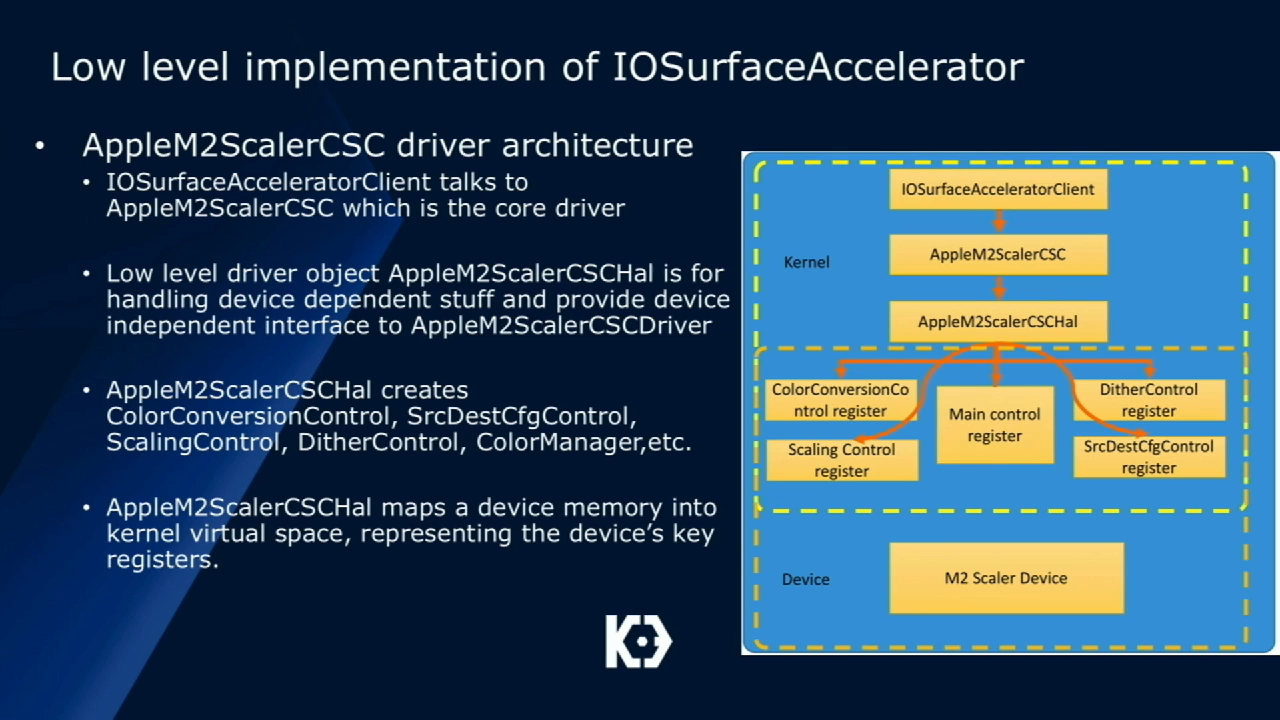 Low level implementation of IOSurfaceAccelerator
• AppleM2ScalerCSC driver architecture
• IOSurfaceAcceleratorClient talks to
AppleM2ScalerCSC which is the core driver
• Low level driver object AppleM2ScalerCSCHal is for
handling device dependent stuff and provide device
independent interface to AppleM2ScalerCSCDriver
• AppleM2ScalerCSCHal creates
ColorConversionControl, SrcDestCfgControl,
ScalingControl, DitherControl, ColorManager,etc.
• AppleM2ScalerCSCHal maps a device memory into
kernel virtual space, representing the device’s key
registers.
IOSurfaceAcceleratorClient
AppleM2ScalerCSC
Kernel
AppleM2ScalerCSCHal
ColorConversionCo
ntrol register
Main control
register
DitherControl
register
Scaling Control
register
SrcDestCfgControl
register
Device
M2 Scaler Device